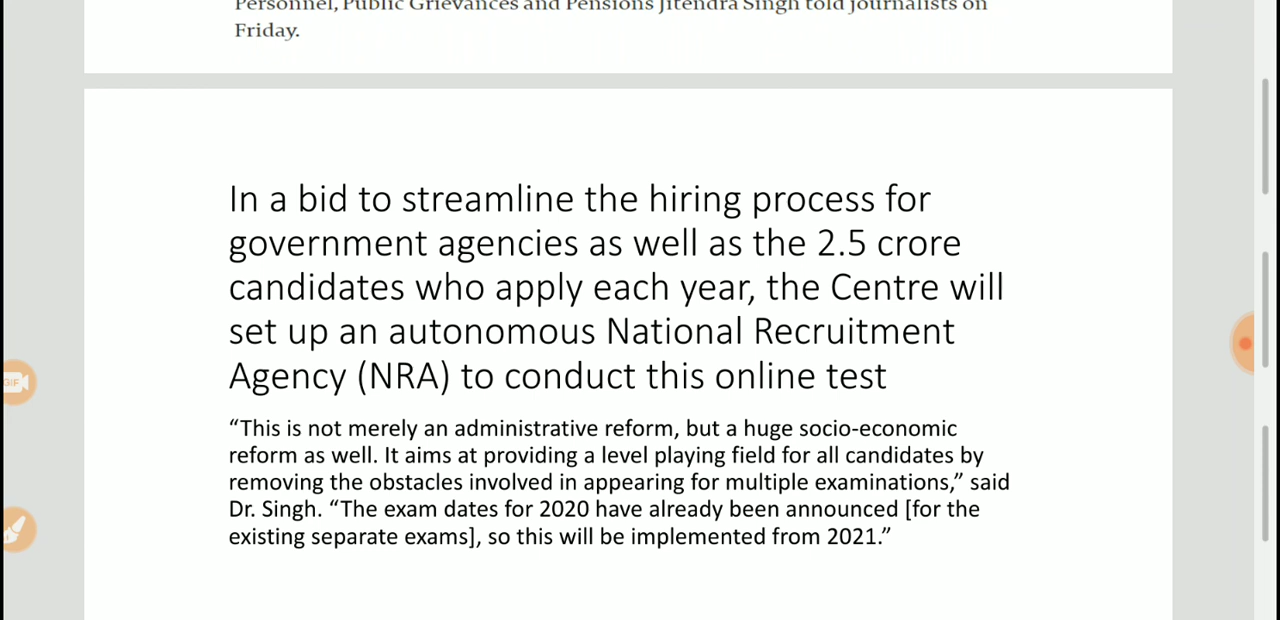 Personnel, Public Grievances and Pensions Jitendra Singh told journalists on
Friday.
In a bid to streamline the hiring process for
government agencies as well as the 2.5 crore
candidates who apply each year, the Centre will
set up an autonomous National Recruitment
Agency (NRA) to conduct this online test
“This is not merely an administrative reform, but a huge socio-economic
reform as well. It aims at providing a level playing field for all candidates by
removing the obstacles involved in appearing for multiple examinations,” said
Dr. Singh. “The exam dates for 2020 have already been announced [for the
existing separate exams], so this will be implemented from 2021.”
GIF